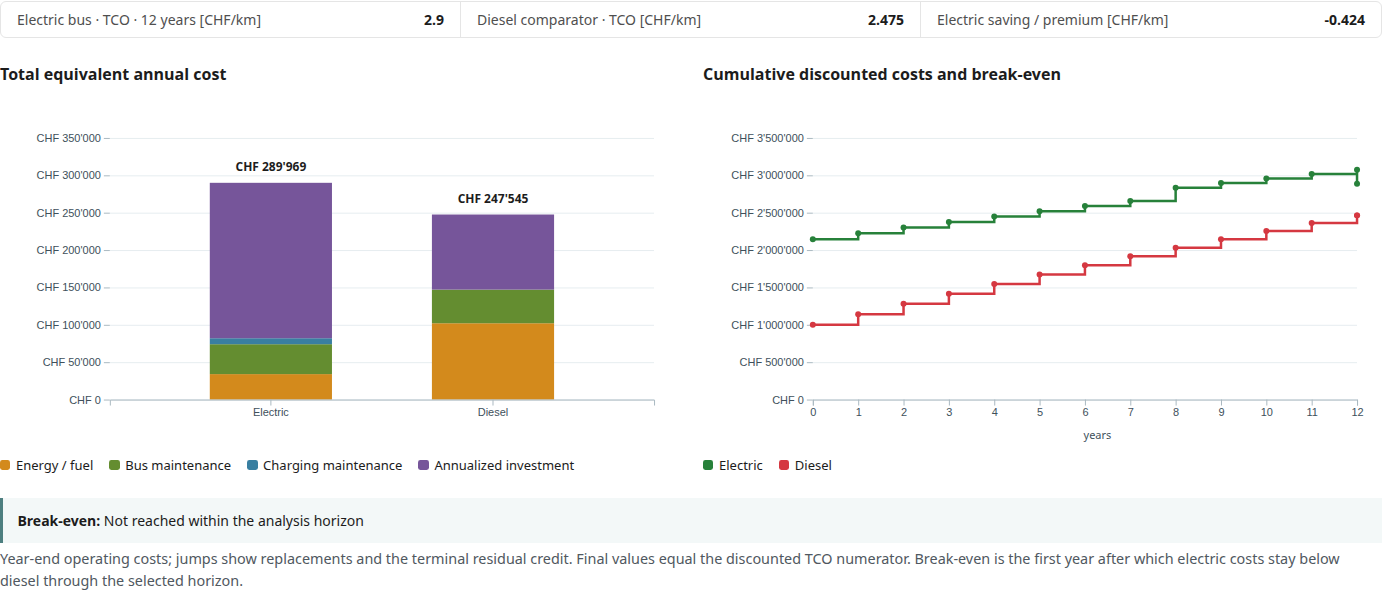 Electric bus · TCO · 12 years [CHF/km] 2.9 Diesel comparator · TCO [CHF/km] 2.475 Electric saving / premium [CHF/km] -0.424
Total equivalent annual cost
CHF 350'000
CHF 300'000
CHF 250'000
CHF 200'000
CHF 150'000
CHF 100'000
CHF 50'000
CHF 0
CHF 289'969
CHF 247'545
Electric Diesel
Energy / fuel Bus maintenance Charging maintenance Annualized investment
Cumulative discounted costs and break-even
CHF 3'500'000
CHF 3'000'000
CHF 2'500'000
CHF 2'000'000
CHF 1'500'000
CHF 1'000'000
CHF 500'000
CHF 0
0 1 2 3 4 5 6 7 8 9 10 11 12
years
Electric Diesel
Break-even: Not reached within the analysis horizon
Year-end operating costs; jumps show replacements and the terminal residual credit. Final values equal the discounted TCO numerator. Break-even is the first year after which electric costs stay below
diesel through the selected horizon.